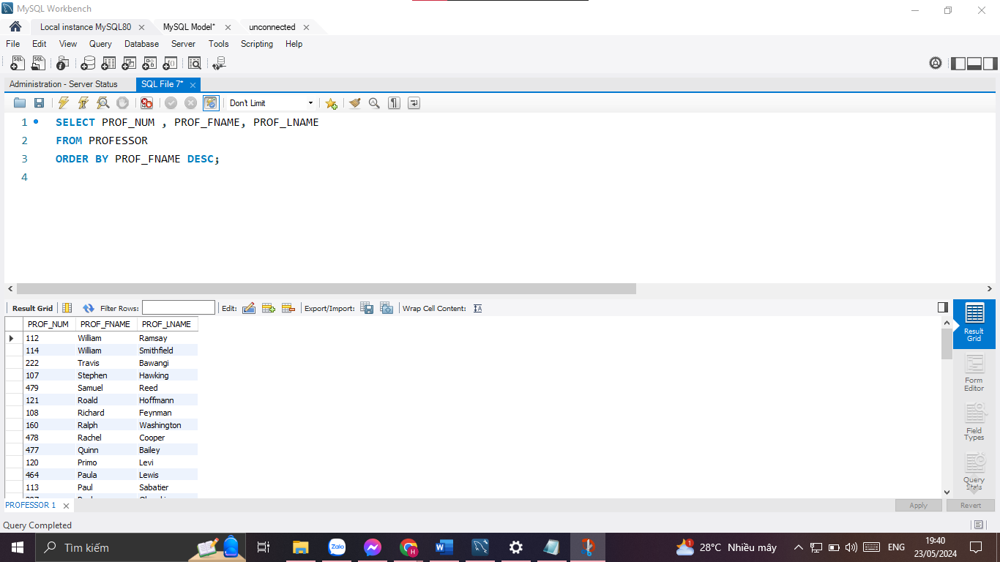 MySQL Workbench
Local instance MySQL80 MySQL Model* unconnected
File Edit View Query Database Server Tools Scripting Help
Administration - Server Status SQL File 7*
Don't Limit
1 SELECT PROF_NUM , PROF_FNAME, PROF_LNAME
2 FROM PROFESSOR
3 ORDER BY PROF_FNAME DESC;
4
Result Grid Filter Rows: Edit: Export/Import: Wrap Cell Content:
PROF_NUM PROF_FNAME PROF_LNAME
112 William Ramsay
114 William Smithfield
222 Travis Bawangi
107 Stephen Hawking
479 Samuel Reed
121 Roald Hoffmann
108 Richard Feynman
160 Ralph Washington
478 Rachel Cooper
477 Quinn Bailey
120 Primo Levi
464 Paula Lewis
113 Paul Sabatier
Result
Grid
Form
Editor
Field
Types
Query
Stats
PROFESSOR 1 Apply Revert
Query Completed
Tìm kiếm
Zalo
28°C Nhiều mây
ENG
19:40
23/05/2024